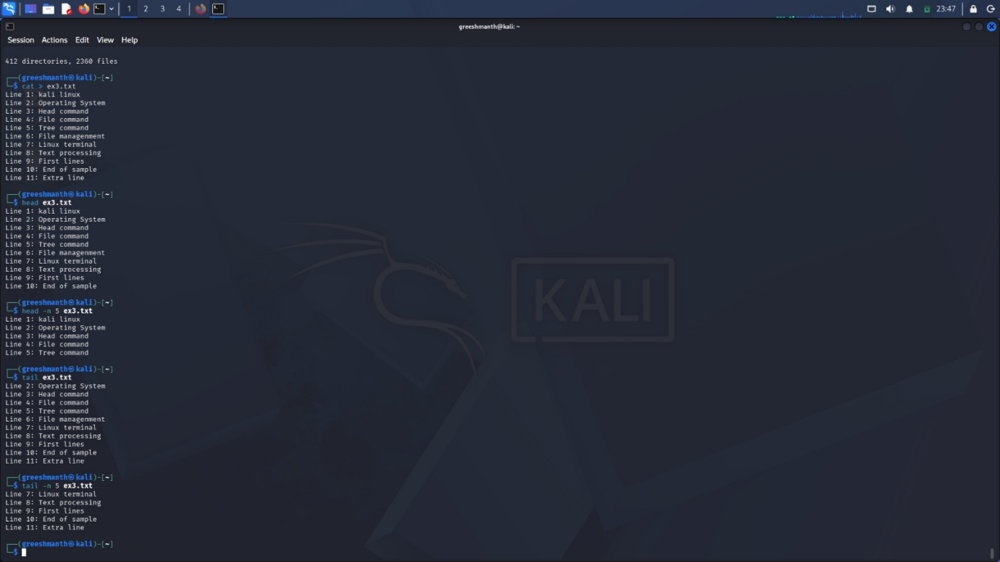 1 2 3 4 23:47
greeshmanth@kali: ~
Session Actions Edit View Help
412 directories, 2360 files
┌──(greeshmanth㉿kali)-[~]
└─$ cat > ex3.txt
Line 1: kali linux
Line 2: Operating System
Line 3: Head command
Line 4: File command
Line 5: Tree command
Line 6: File managenment
Line 7: Linux terminal
Line 8: Text processing
Line 9: First lines
Line 10: End of sample
Line 11: Extra line
┌──(greeshmanth㉿kali)-[~]
└─$ head ex3.txt
Line 1: kali linux
Line 2: Operating System
Line 3: Head command
Line 4: File command
Line 5: Tree command
Line 6: File managenment
Line 7: Linux terminal
Line 8: Text processing
Line 9: First lines
Line 10: End of sample
┌──(greeshmanth㉿kali)-[~]
└─$ head -n 5 ex3.txt
Line 1: kali linux
Line 2: Operating System
Line 3: Head command
Line 4: File command
Line 5: Tree command
┌──(greeshmanth㉿kali)-[~]
└─$ tail ex3.txt
Line 2: Operating System
Line 3: Head command
Line 4: File command
Line 5: Tree command
Line 6: File managenment
Line 7: Linux terminal
Line 8: Text processing
Line 9: First lines
Line 10: End of sample
Line 11: Extra line
┌──(greeshmanth㉿kali)-[~]
└─$ tail -n 5 ex3.txt
Line 7: Linux terminal
Line 8: Text processing
Line 9: First lines
Line 10: End of sample
Line 11: Extra line
┌──(greeshmanth㉿kali)-[~]
└─$
KALI